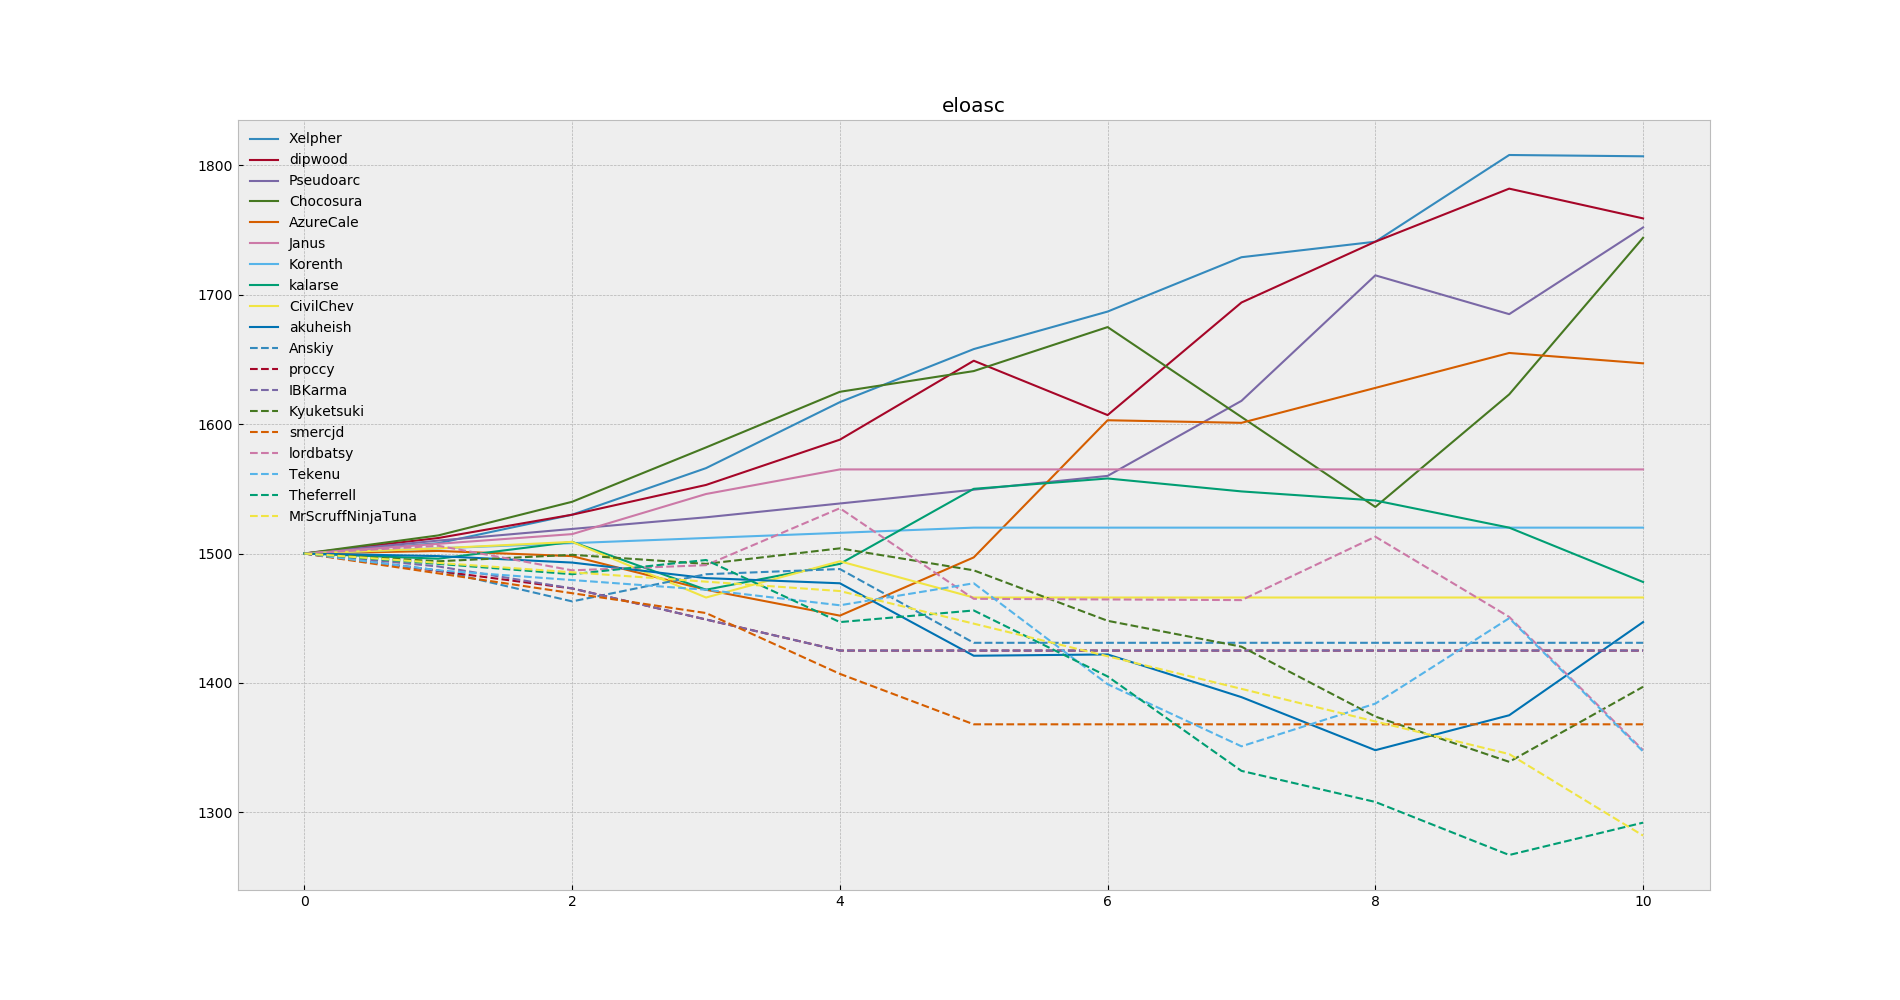 eloasc
Xelpher
dipwood
Pseudoarc
Chocosura
AzureCale
Janus
Korenth
kalarse
CivilChev
akuheish
Anskiy
proccy
IBKarma
Kyuketsuki
smercjd
lordbatsy
Tekenu
Theferrell
MrScruffNinjaTuna
1800
1700
1600
1500
1400
1300
0 2 4 6 8 10